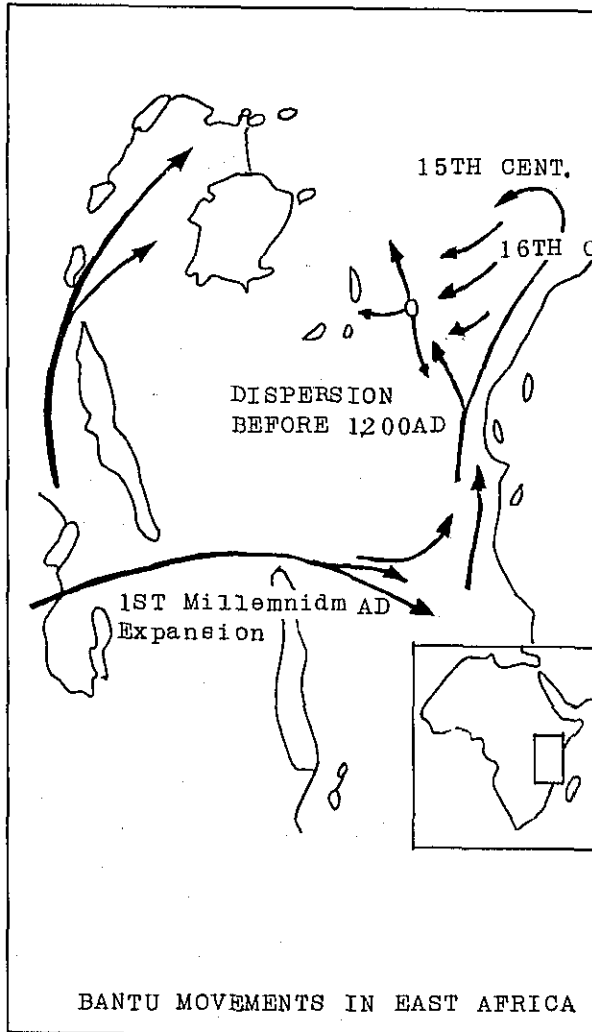 15TH CENT.
16TH C
DISPERSION
BEFORE 1200AD
1ST Millemnidm AD
Expansion
BANTU MOVEMENTS IN EAST AFRICA